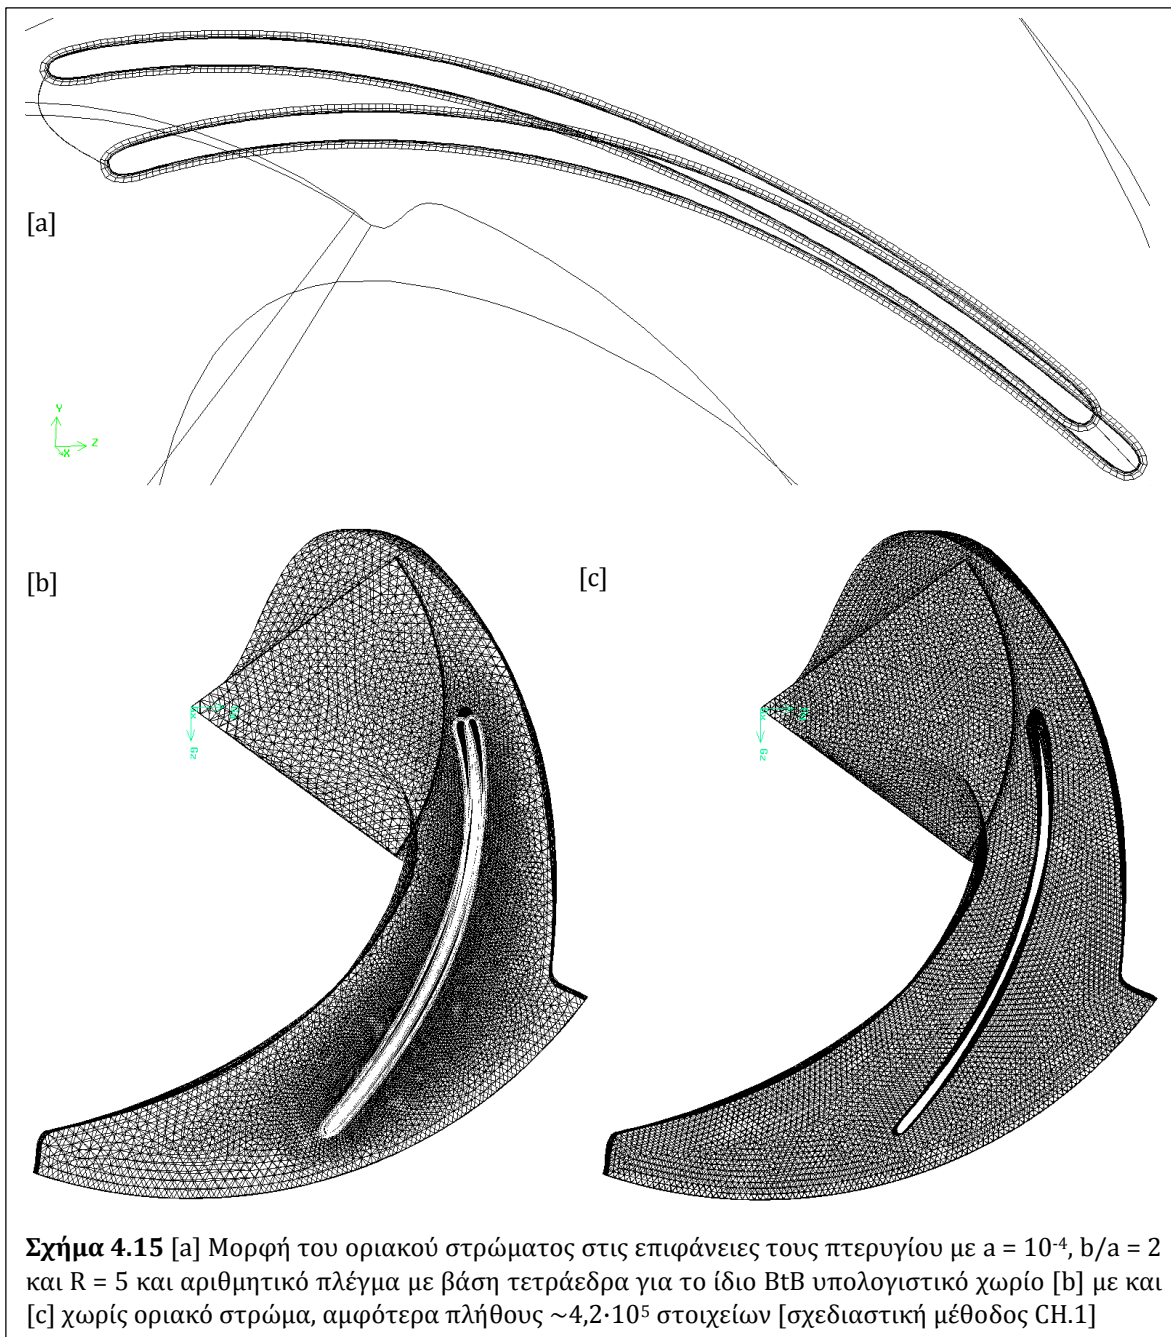 [a]
Y
Z
X
[b]
[c]
Σχήμα 4.15 [a] Μορφή του οριακού στρώματος στις επιφάνειες τους πτερυγίου με a = 10⁻⁴, b/a = 2
και R = 5 και αριθμητικό πλέγμα με βάση τετράεδρα για το ίδιο BtB υπολογιστικό χωρίο [b] με και
[c] χωρίς οριακό στρώμα, αμφότερα πλήθους ~4,2·10⁵ στοιχείων [σχεδιαστική μέθοδος CH.1]